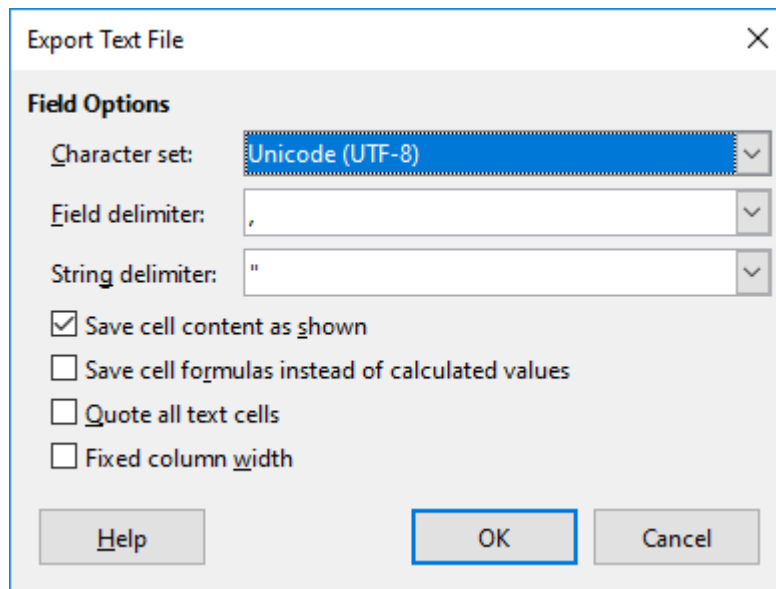 Export Text File
Field Options
Character set: Unicode (UTF-8)
Field delimiter: ,
String delimiter: "
Save cell content as shown
Save cell formulas instead of calculated values
Quote all text cells
Fixed column width
Help OK Cancel